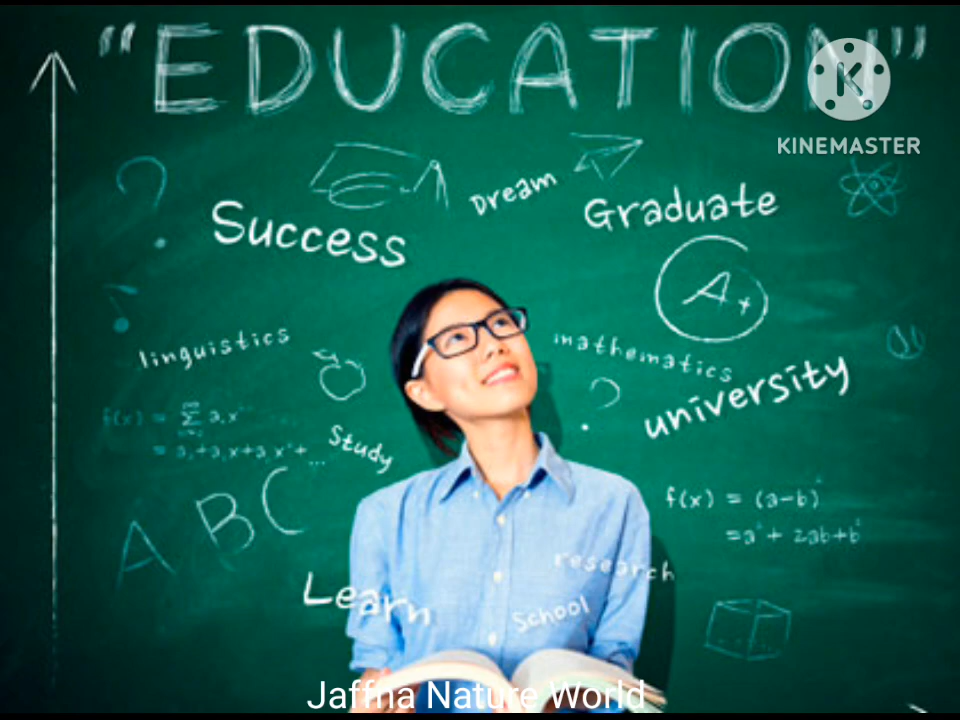 "EDUCATION"
KINEMASTER
Dream
Success
Graduate
A+
linguistics
mathematics
university
f(x) = Σ a, x
= a, + a, x + a, x² + ...
Study
A B C
f(x) = (a-b)²
= a² + 2ab + b²
research
Learn
School
Jaffna Nature World